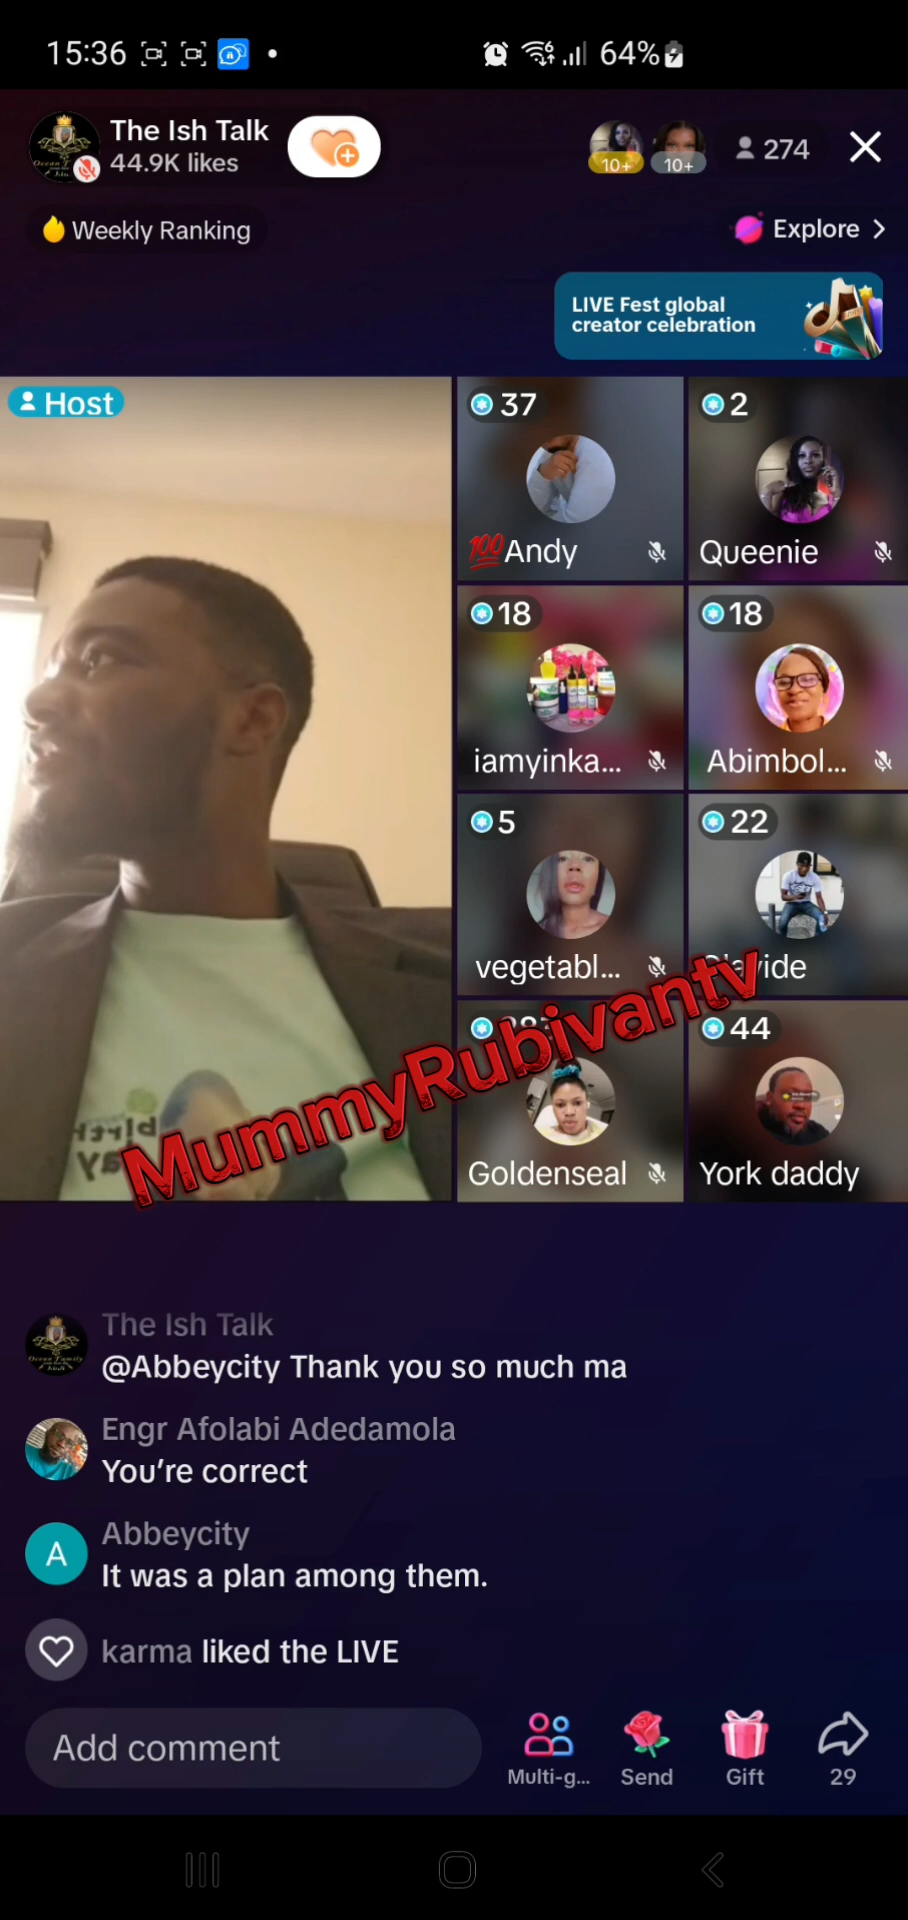 15:36
64%
The Ish Talk
44.9K likes
10+
10+
274
Weekly Ranking
Explore
LIVE Fest global
creator celebration
Host
37
💯Andy
2
Queenie
18
iamyinka...
18
Abimbol...
5
vegetabl...
22
Goldenseal
44
York daddy
MummyRubivantv
The Ish Talk
@Abbeycity Thank you so much ma
Engr Afolabi Adedamola
You're correct
A
Abbeycity
It was a plan among them.
karma liked the LIVE
Add comment
Multi-g...
Send
Gift
29